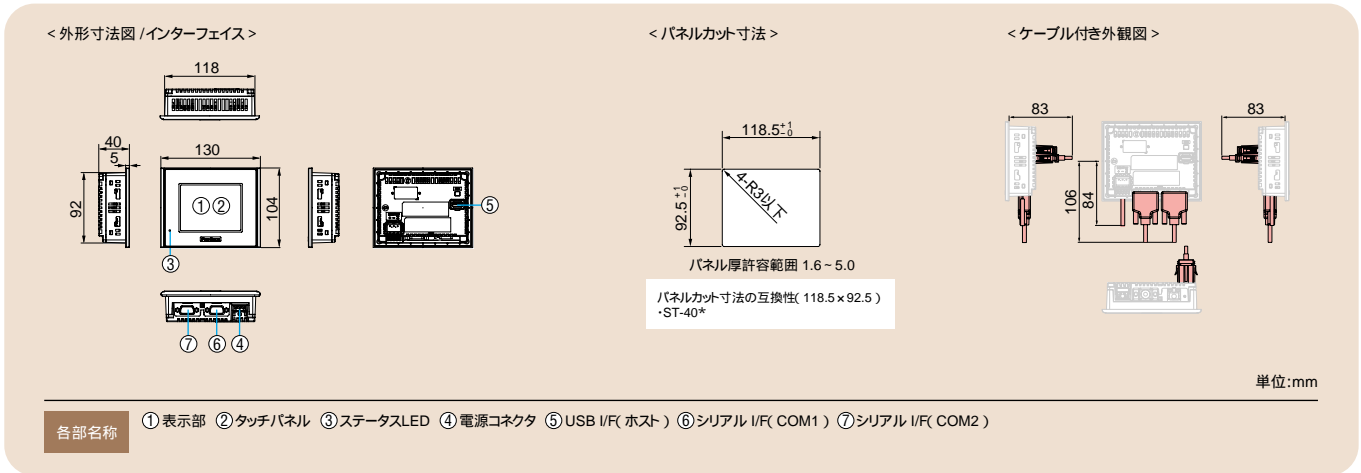 ＜外形寸法図 /インターフェイス＞
118
40
5
130
92
104
①②
③
⑤
⑦ ⑥ ④
＜パネルカット寸法＞
118.5 +1 -0
92.5 +1 -0
4-R3以下
パネル厚許容範囲 1.6～5.0
パネルカット寸法の互換性( 118.5×92.5 )
・ST-40*
＜ケーブル付き外観図＞
83
83
106
84
単位:mm
各部名称
①表示部 ②タッチパネル ③ステータスLED ④電源コネクタ ⑤USB I/F( ホスト ) ⑥シリアル I/F( COM1 ) ⑦シリアル I/F( COM2 )